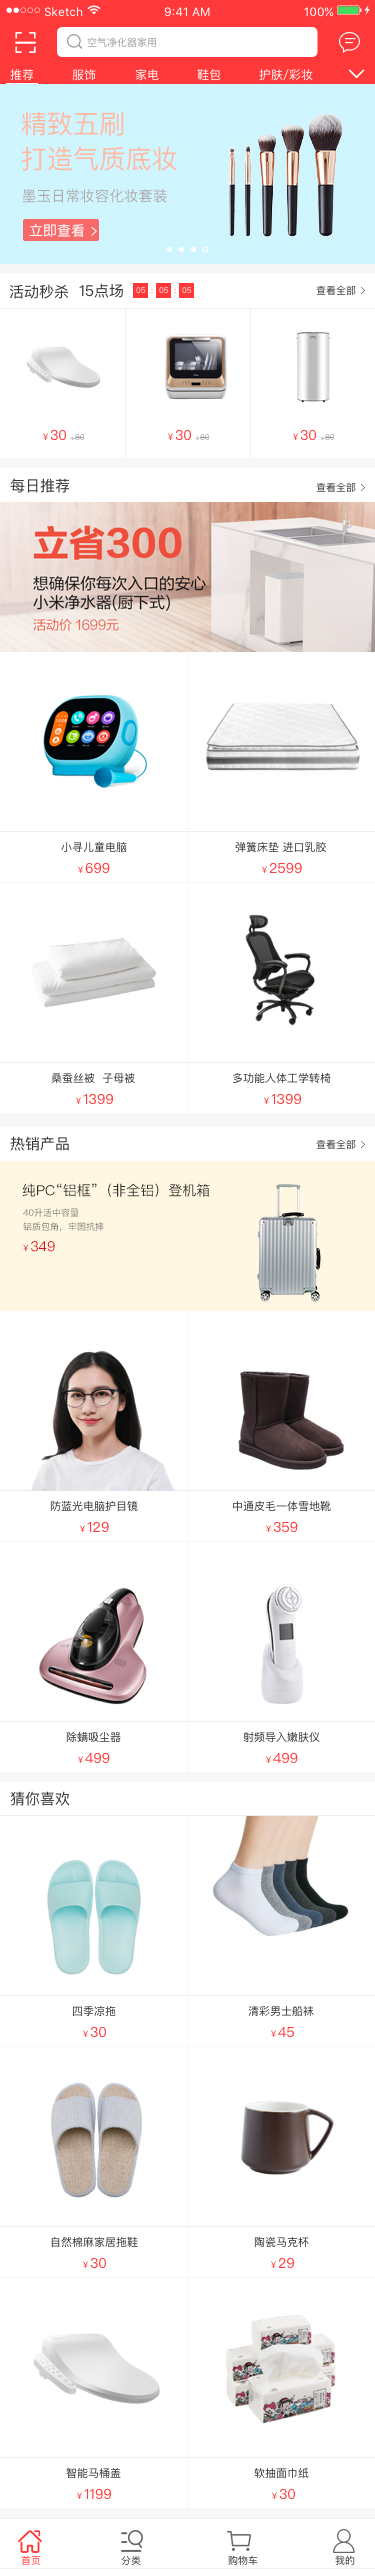 Sketch 9:41 AM 100%
空气净化器家用
推荐 服饰 家电 鞋包 护肤/彩妆
精致五刷
打造气质底妆
墨玉日常妆容化妆套装
立即查看 >
活动秒杀 15点场 05 : 05 : 05 查看全部 >
¥30 ¥80 ¥30 ¥80 ¥30 ¥80
每日推荐 查看全部 >
立省300
想确保你每次入口的安心
小米净水器(厨下式)
活动价 1699元
小寻儿童电脑 弹簧床垫 进口乳胶
¥699 ¥2599
桑蚕丝被 子母被 多功能人体工学转椅
¥1399 ¥1399
热销产品 查看全部 >
纯PC“铝框”（非全铝）登机箱
40升适中容量
铝质包角，牢固抗摔
¥349
防蓝光电脑护目镜 中通皮毛一体雪地靴
¥129 ¥359
除螨吸尘器 射频导入嫩肤仪
¥499 ¥499
猜你喜欢
四季凉拖 清彩男士船袜
¥30 ¥45
自然棉麻家居拖鞋 陶瓷马克杯
¥30 ¥29
智能马桶盖 软抽面巾纸
¥1199 ¥30
首页 分类 购物车 我的